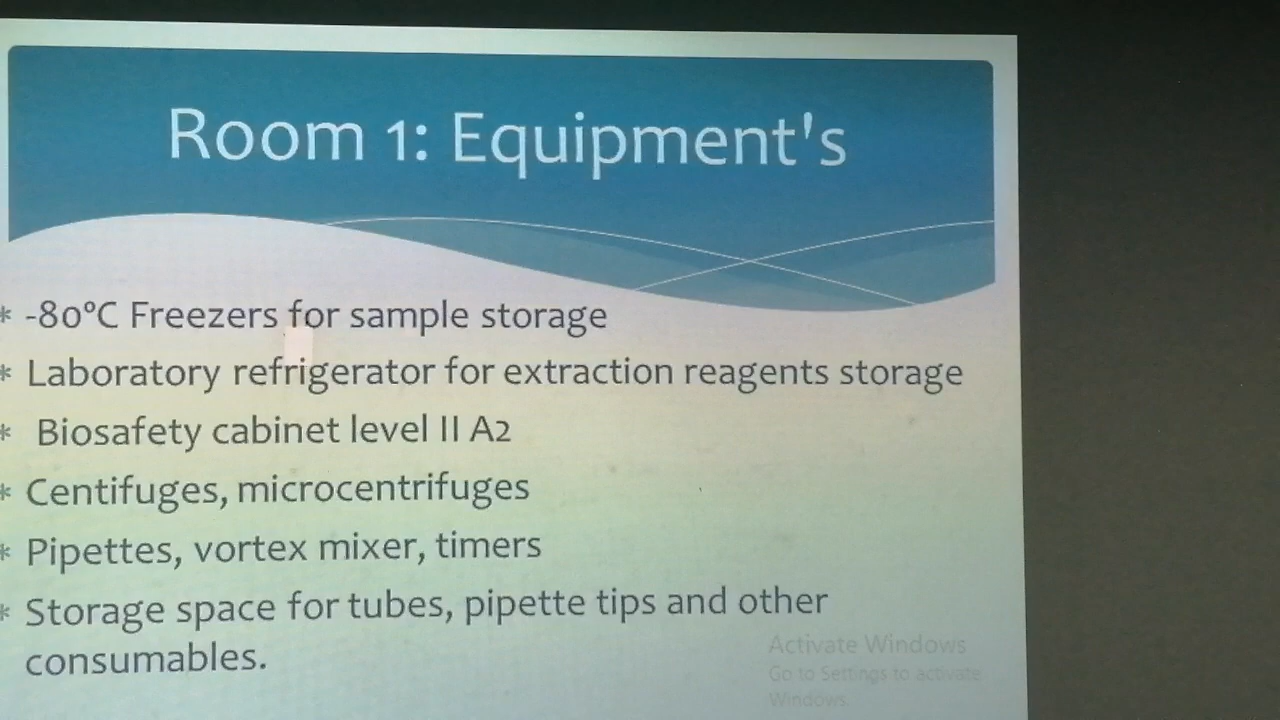 Room 1: Equipment's
* -80°C Freezers for sample storage
* Laboratory refrigerator for extraction reagents storage
* Biosafety cabinet level II A2
* Centifuges, microcentrifuges
* Pipettes, vortex mixer, timers
* Storage space for tubes, pipette tips and other
consumables.
Activate Windows
Go to Settings to activate
Windows.